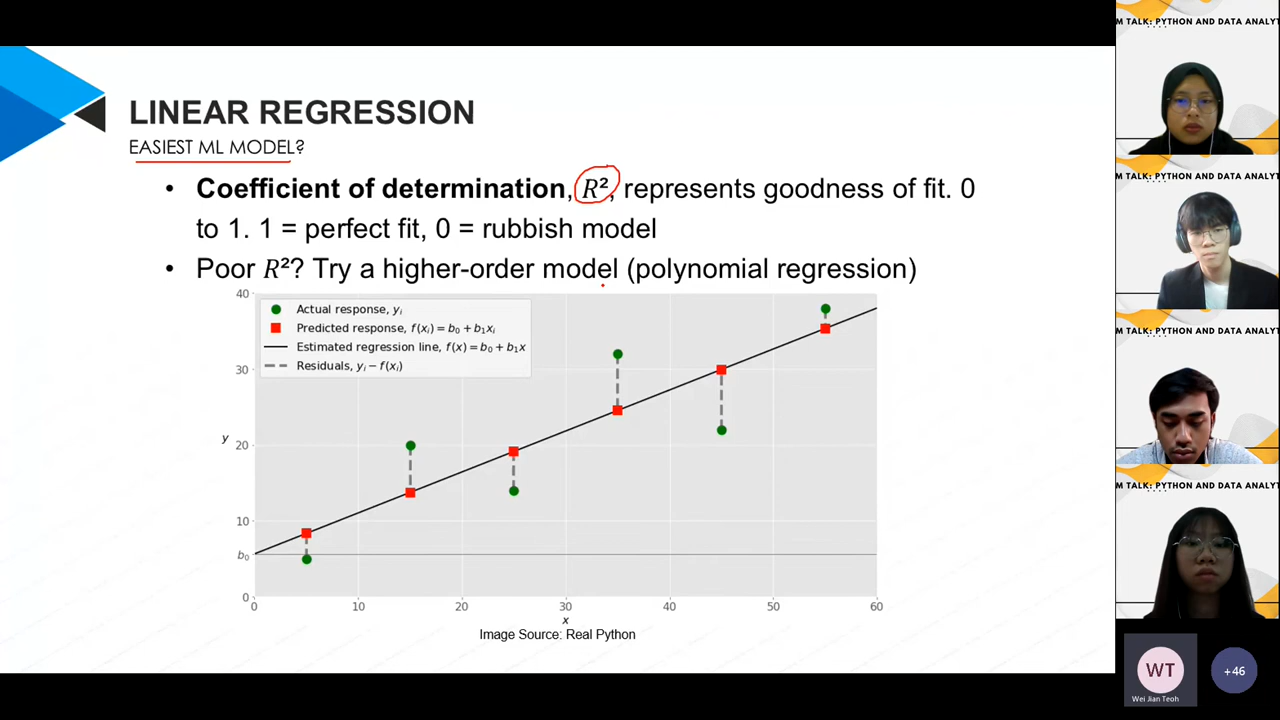 LINEAR REGRESSION
EASIEST ML MODEL?
• Coefficient of determination, R², represents goodness of fit. 0
to 1. 1 = perfect fit, 0 = rubbish model
• Poor R²? Try a higher-order model (polynomial regression)
40
30
20
10
b₀
0
y
Actual response, yᵢ
Predicted response, f(xᵢ) = b₀ + b₁xᵢ
Estimated regression line, f(x) = b₀ + b₁x
Residuals, yᵢ − f(xᵢ)
0 10 20 30 40 50 60
x
Image Source: Real Python
M TALK: PYTHON AND DATA ANALYT
M TALK: PYTHON AND DATA ANALYT
M TALK: PYTHON AND DATA ANALYT
M TALK: PYTHON AND DATA ANALYT
WT
Wei Jian Teoh
+46